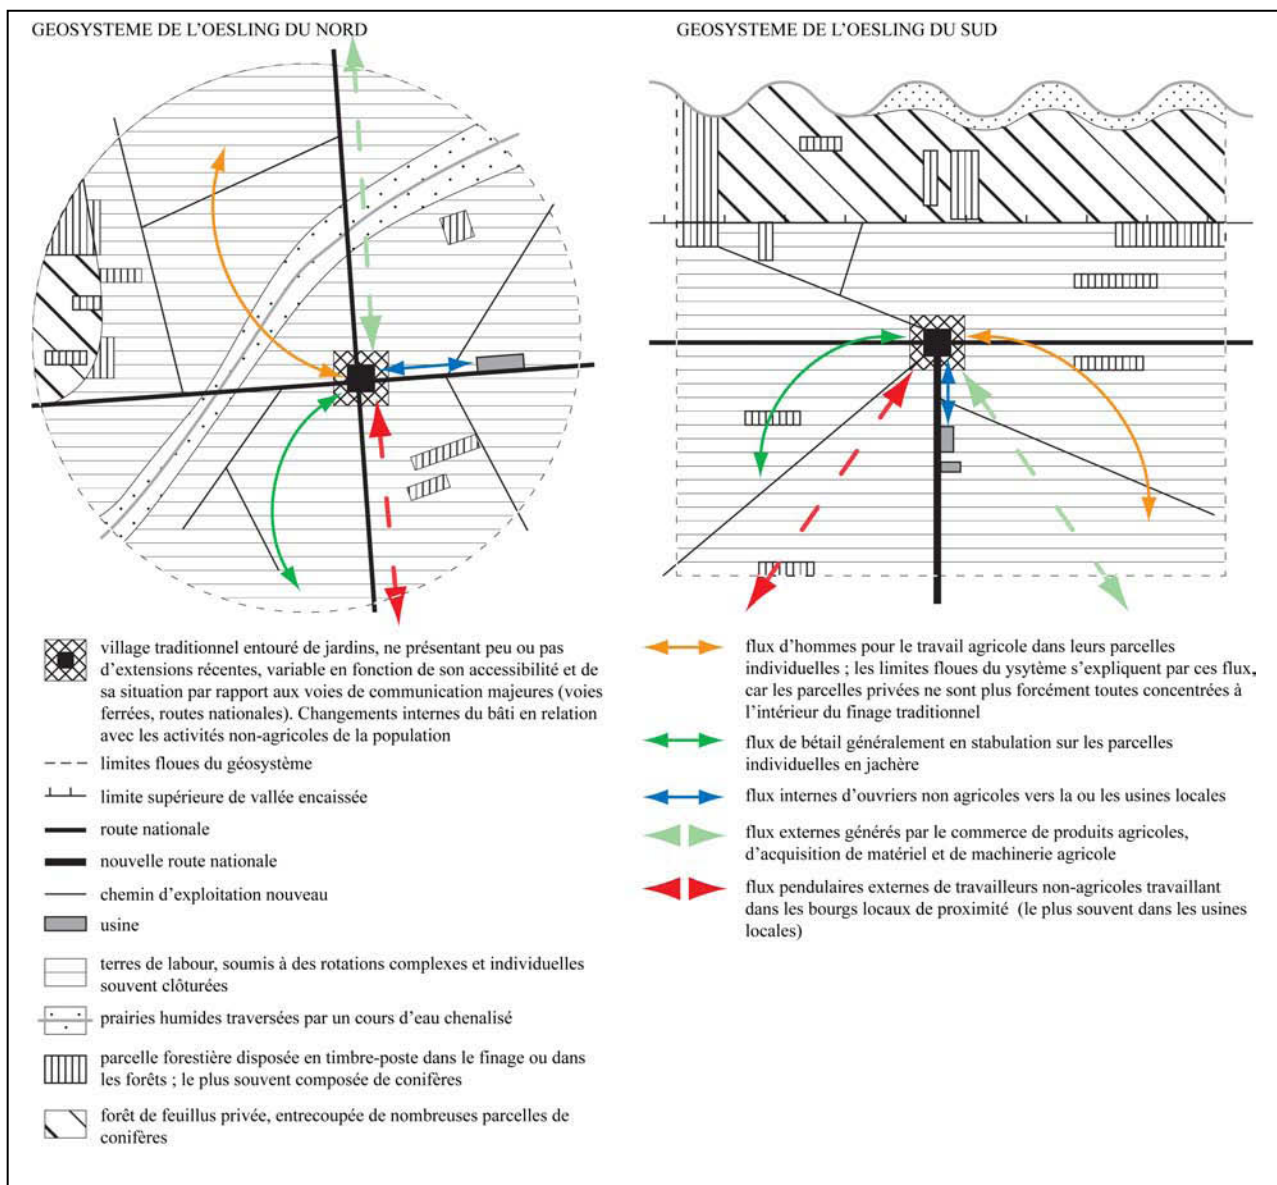 GEOSYSTEME DE L'OESLING DU NORD
GEOSYSTEME DE L'OESLING DU SUD
village traditionnel entouré de jardins, ne présentant peu ou pas
d'extensions récentes, variable en fonction de son accessibilité et de
sa situation par rapport aux voies de communication majeures (voies
ferrées, routes nationales). Changements internes du bâti en relation
avec les activités non-agricoles de la population
limites floues du géosystème
limite supérieure de vallée encaissée
route nationale
nouvelle route nationale
chemin d'exploitation nouveau
usine
terres de labour, soumis à des rotations complexes et individuelles
souvent clôturées
prairies humides traversées par un cours d'eau chenalisé
parcelle forestière disposée en timbre-poste dans le finage ou dans
les forêts ; le plus souvent composée de conifères
forêt de feuillus privée, entrecoupée de nombreuses parcelles de
conifères
flux d'hommes pour le travail agricole dans leurs parcelles
individuelles ; les limites floues du ysytème s'expliquent par ces flux,
car les parcelles privées ne sont plus forcément toutes concentrées à
l'intérieur du finage traditionnel
flux de bétail généralement en stabulation sur les parcelles
individuelles en jachère
flux internes d'ouvriers non agricoles vers la ou les usines locales
flux externes générés par le commerce de produits agricoles,
d'acquisition de matériel et de machinerie agricole
flux pendulaires externes de travailleurs non-agricoles travaillant
dans les bourgs locaux de proximité (le plus souvent dans les usines
locales)